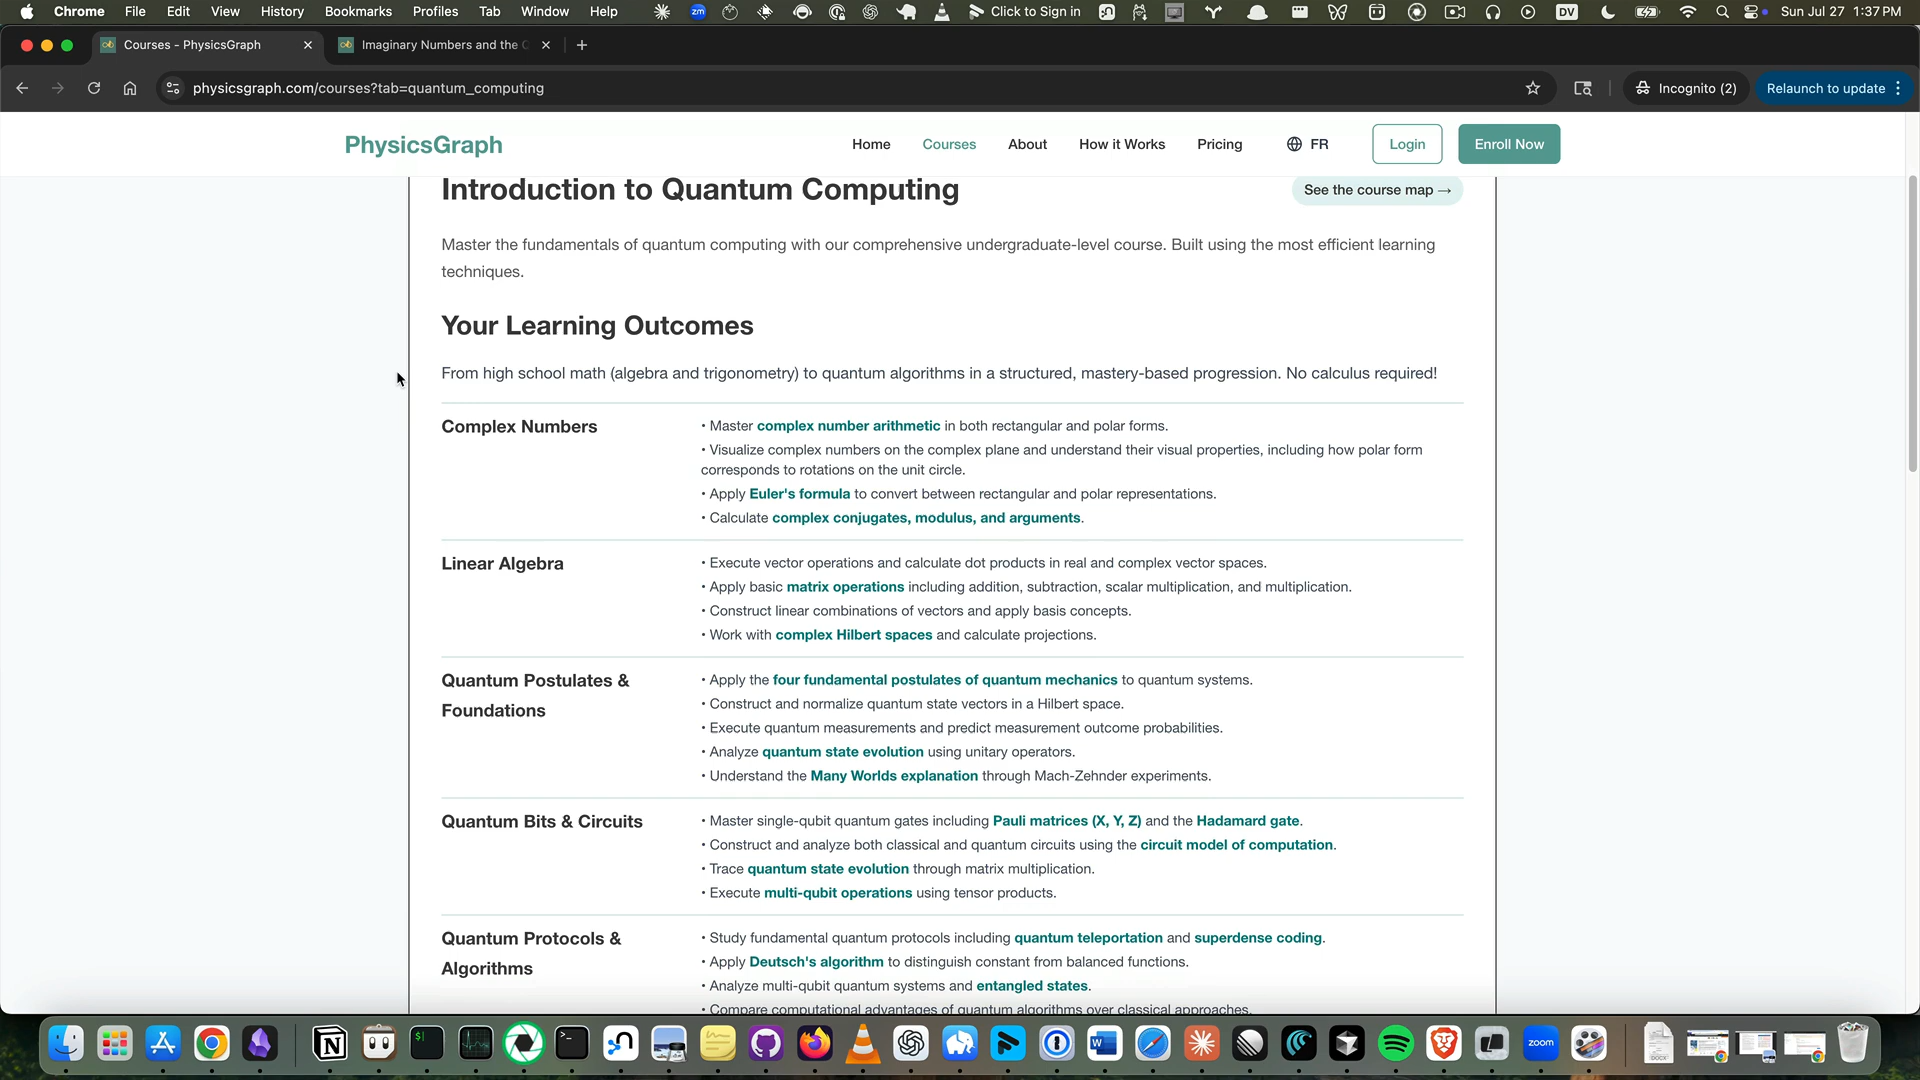 Chrome File Edit View History Bookmarks Profiles Tab Window Help
zm
Click to Sign in
DV
Sun Jul 27 1:37 PM
Courses - PhysicsGraph
Imaginary Numbers and the
physicsgraph.com/courses?tab=quantum_computing
Incognito (2)
Relaunch to update
PhysicsGraph
Home Courses About How it Works Pricing FR Login Enroll Now
Introduction to Quantum Computing
See the course map →
Master the fundamentals of quantum computing with our comprehensive undergraduate-level course. Built using the most efficient learning
techniques.
Your Learning Outcomes
From high school math (algebra and trigonometry) to quantum algorithms in a structured, mastery-based progression. No calculus required!
Complex Numbers
• Master complex number arithmetic in both rectangular and polar forms.
• Visualize complex numbers on the complex plane and understand their visual properties, including how polar form
corresponds to rotations on the unit circle.
• Apply Euler's formula to convert between rectangular and polar representations.
• Calculate complex conjugates, modulus, and arguments.
Linear Algebra
• Execute vector operations and calculate dot products in real and complex vector spaces.
• Apply basic matrix operations including addition, subtraction, scalar multiplication, and multiplication.
• Construct linear combinations of vectors and apply basis concepts.
• Work with complex Hilbert spaces and calculate projections.
Quantum Postulates &
Foundations
• Apply the four fundamental postulates of quantum mechanics to quantum systems.
• Construct and normalize quantum state vectors in a Hilbert space.
• Execute quantum measurements and predict measurement outcome probabilities.
• Analyze quantum state evolution using unitary operators.
• Understand the Many Worlds explanation through Mach-Zehnder experiments.
Quantum Bits & Circuits
• Master single-qubit quantum gates including Pauli matrices (X, Y, Z) and the Hadamard gate.
• Construct and analyze both classical and quantum circuits using the circuit model of computation.
• Trace quantum state evolution through matrix multiplication.
• Execute multi-qubit operations using tensor products.
Quantum Protocols &
Algorithms
• Study fundamental quantum protocols including quantum teleportation and superdense coding.
• Apply Deutsch's algorithm to distinguish constant from balanced functions.
• Analyze multi-qubit quantum systems and entangled states.
• Compare computational advantages of quantum algorithms over classical approaches.
zoom